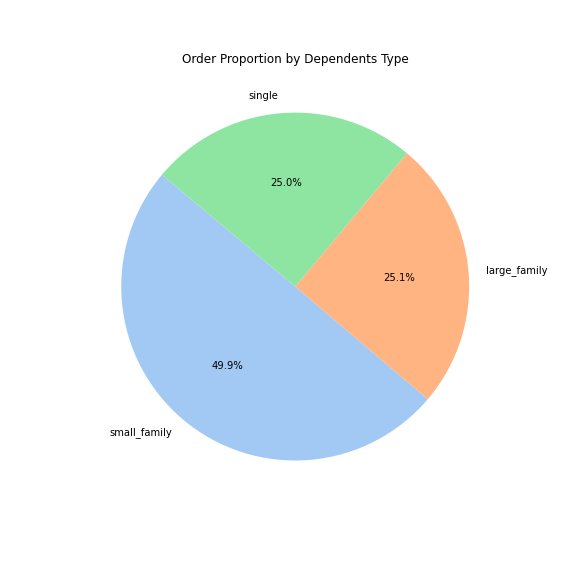 Order Proportion by Dependents Type
single
25.0%
large_family
25.1%
49.9%
small_family